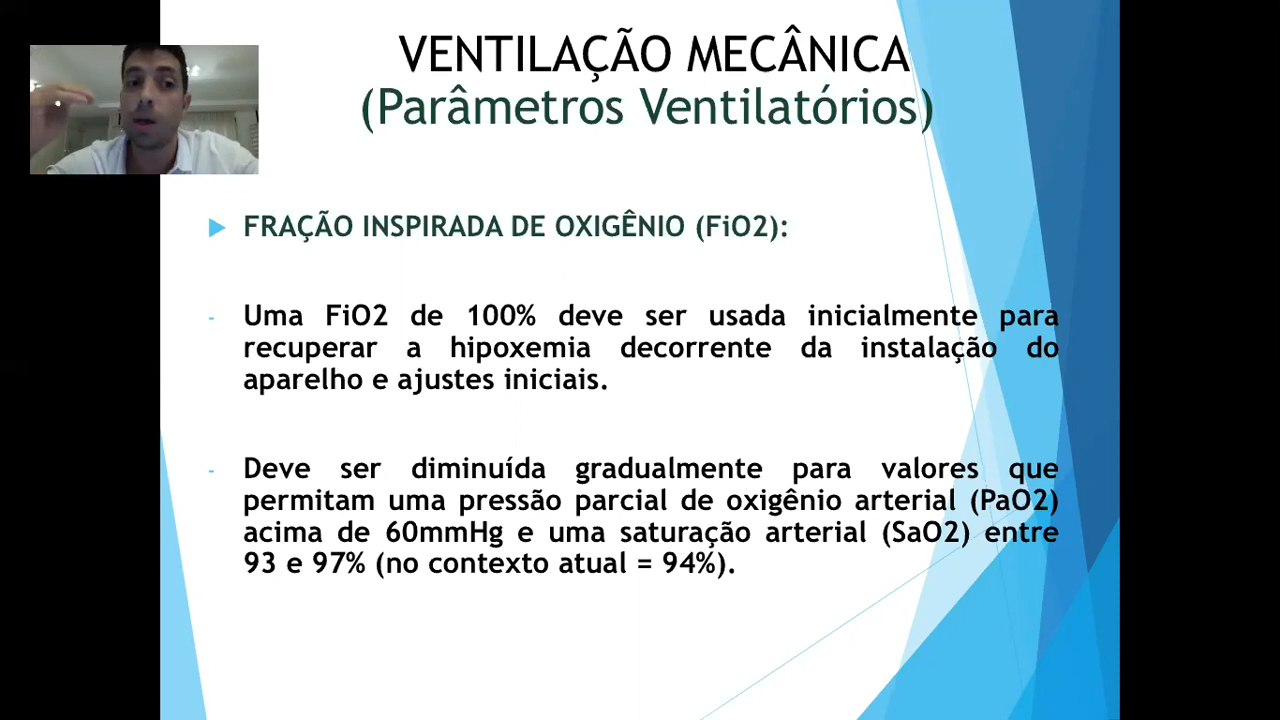 VENTILAÇÃO MECÂNICA
(Parâmetros Ventilatórios)
FRAÇÃO INSPIRADA DE OXIGÊNIO (FiO2):
- Uma FiO2 de 100% deve ser usada inicialmente para
recuperar a hipoxemia decorrente da instalação do
aparelho e ajustes iniciais.
- Deve ser diminuída gradualmente para valores que
permitam uma pressão parcial de oxigênio arterial (PaO2)
acima de 60mmHg e uma saturação arterial (SaO2) entre
93 e 97% (no contexto atual = 94%).